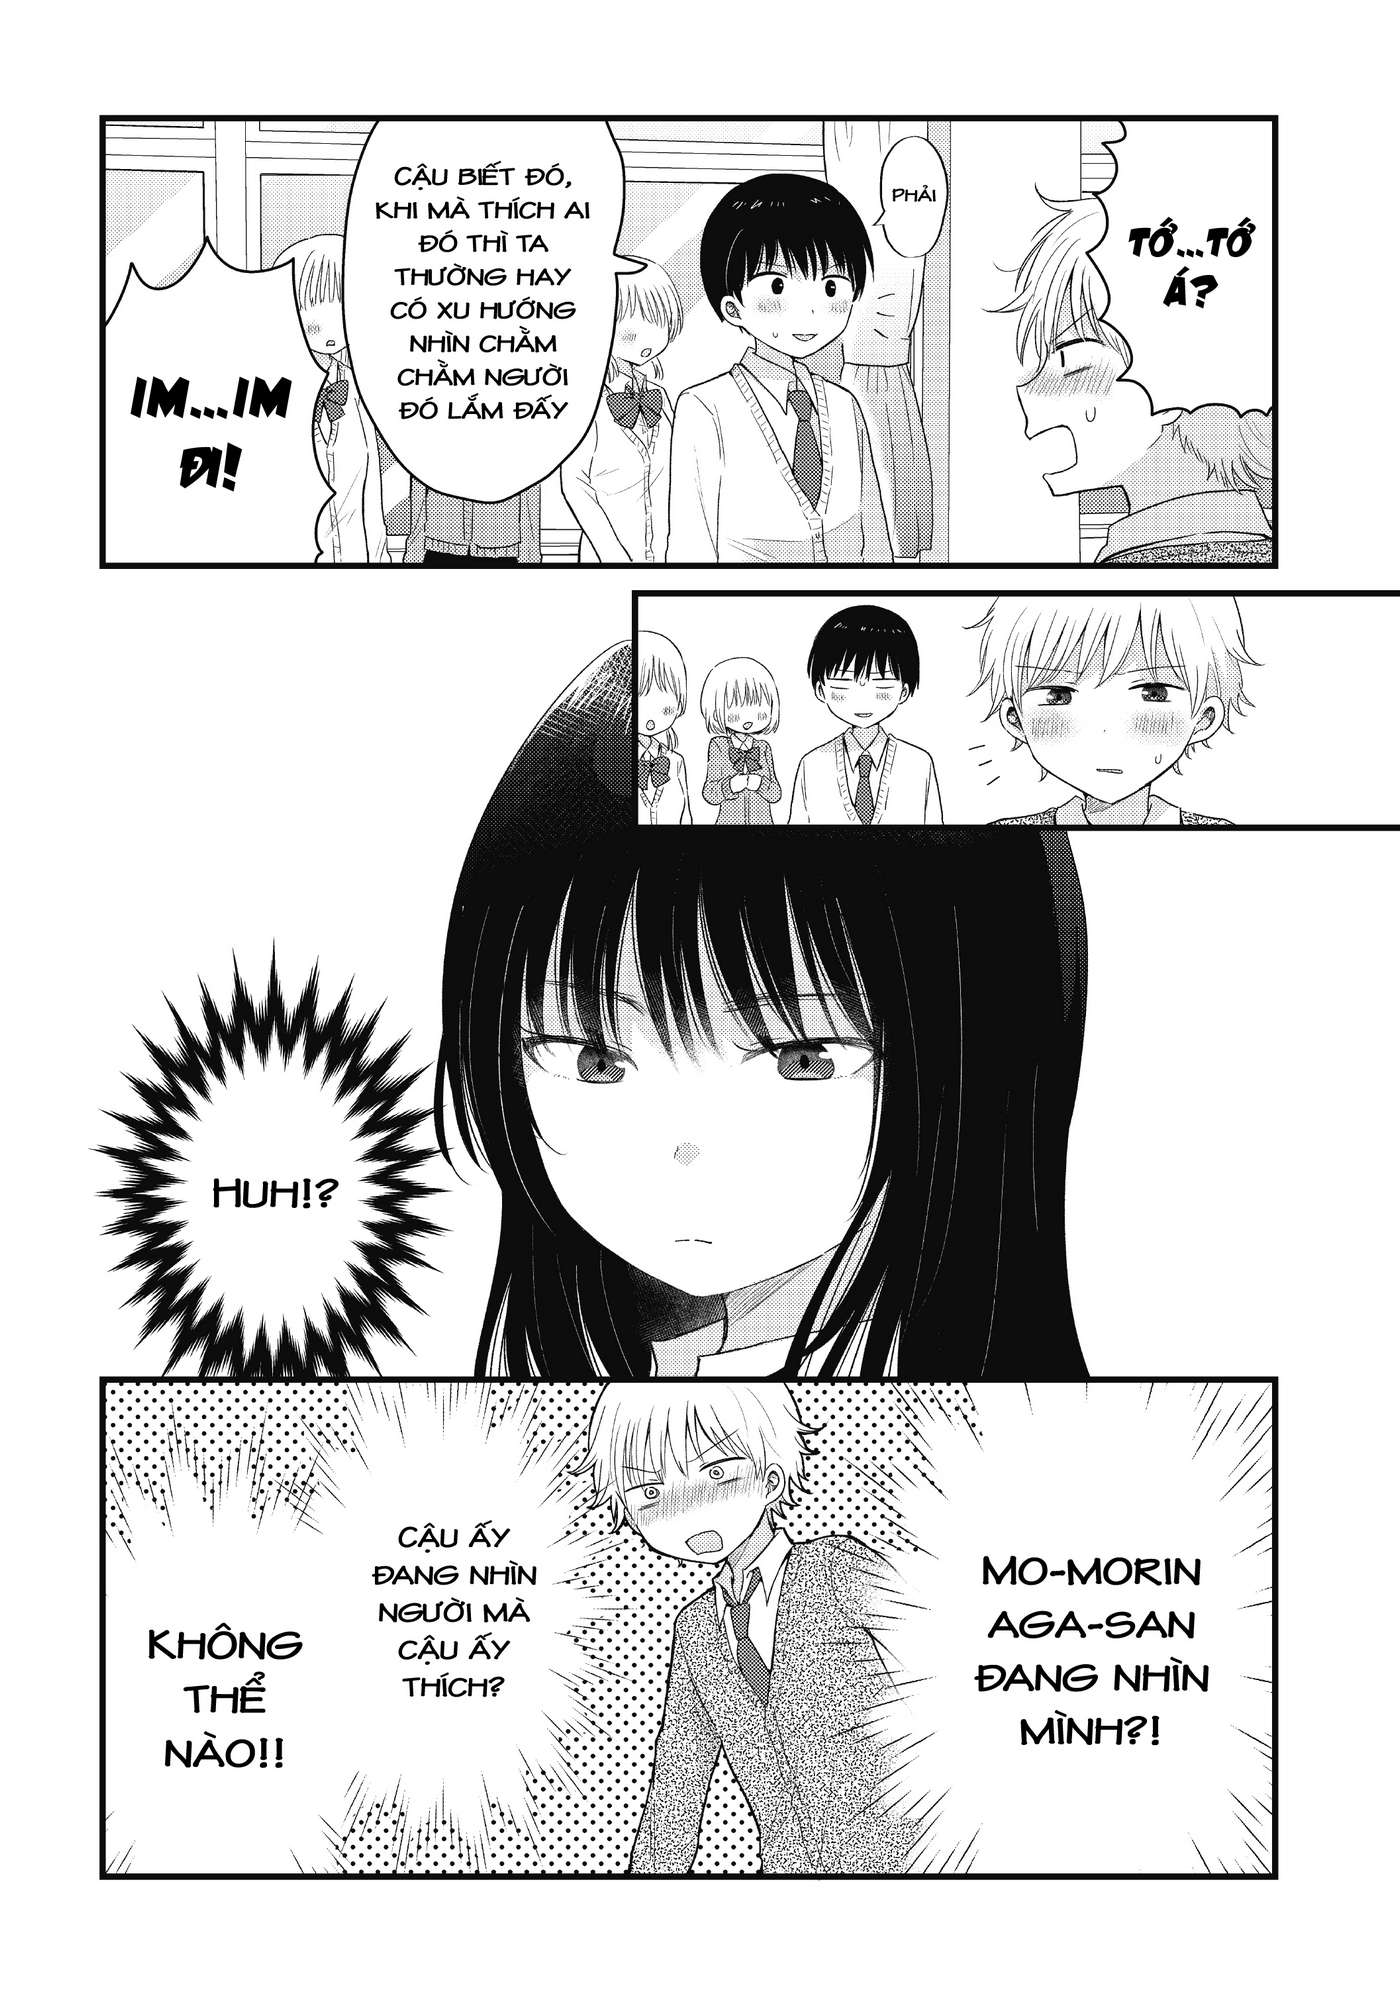 TỚ...TỚ
Á?
PHẢI
CẬU BIẾT ĐÓ,
KHI MÀ THÍCH AI
ĐÓ THÌ TA
THƯỜNG HAY
CÓ XU HƯỚNG
NHÌN CHẰM
CHẰM NGƯỜI
ĐÓ LẮM ĐẤY
IM...IM
ĐI!
HUH!?
MO-MORIN
AGA-SAN
ĐANG NHÌN
MÌNH?!
CẬU ẤY
ĐANG NHÌN
NGƯỜI MÀ
CẬU ẤY
THÍCH?
KHÔNG
THỂ
NÀO!!